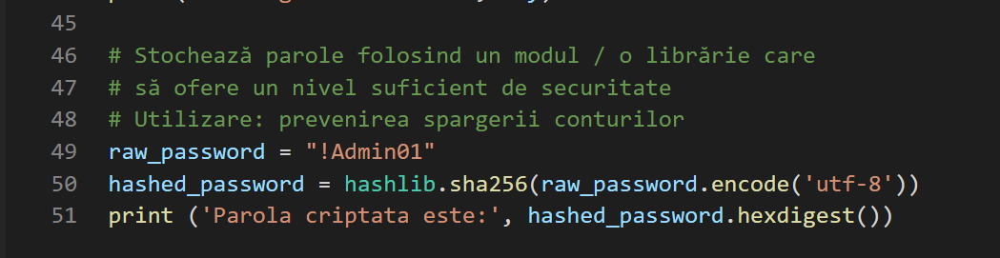 45
46 # Stochează parole folosind un modul / o librărie care
47 # să ofere un nivel suficient de securitate
48 # Utilizare: prevenirea spargerii conturilor
49 raw_password = "!Admin01"
50 hashed_password = hashlib.sha256(raw_password.encode('utf-8'))
51 print ('Parola criptata este:', hashed_password.hexdigest())